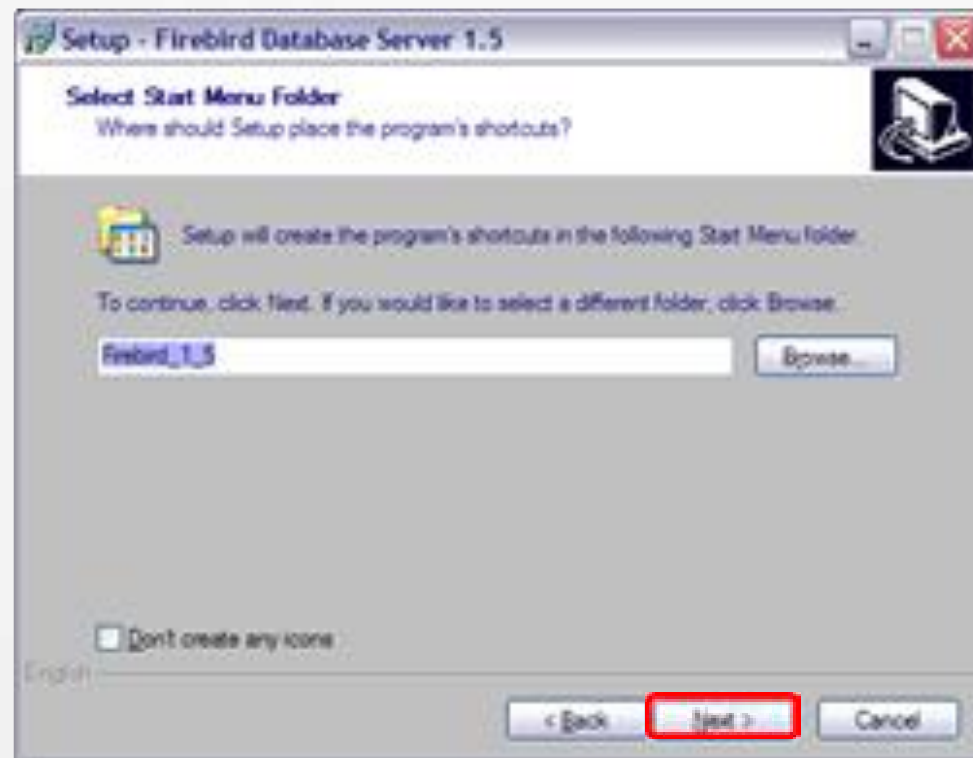 Setup - Firebird Database Server 1.5
Select Start Menu Folder
Where should Setup place the program's shortcuts?
Setup will create the program's shortcuts in the following Start Menu folder.
To continue, click Next. If you would like to select a different folder, click Browse.
Firebird_1_5
Browse...
Don't create any icons
English
< Back
Next >
Cancel